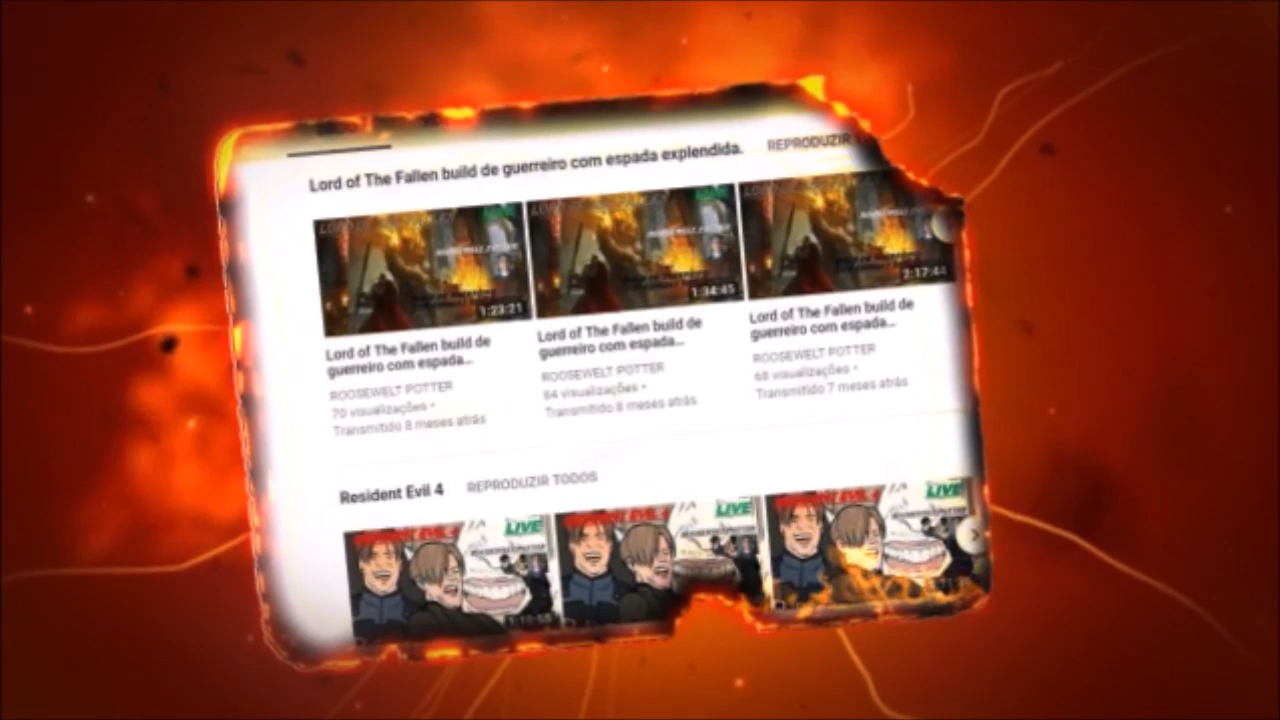 Lord of The Fallen build de guerreiro com espada explendida.
REPRODUZIR
1:23:21
1:34:45
2:17:44
Lord of The Fallen build de
guerreiro com espada...
ROOSEWELT POTTER
70 visualizações •
Transmitido 8 meses atrás
Lord of The Fallen build de
guerreiro com espada...
ROOSEWELT POTTER
84 visualizações •
Transmitido 8 meses atrás
Lord of The Fallen build de
guerreiro com espada...
ROOSEWELT POTTER
68 visualizações •
Transmitido 7 meses atrás
Resident Evil 4
REPRODUZIR TODOS
LIVE
LIVE
LIVE